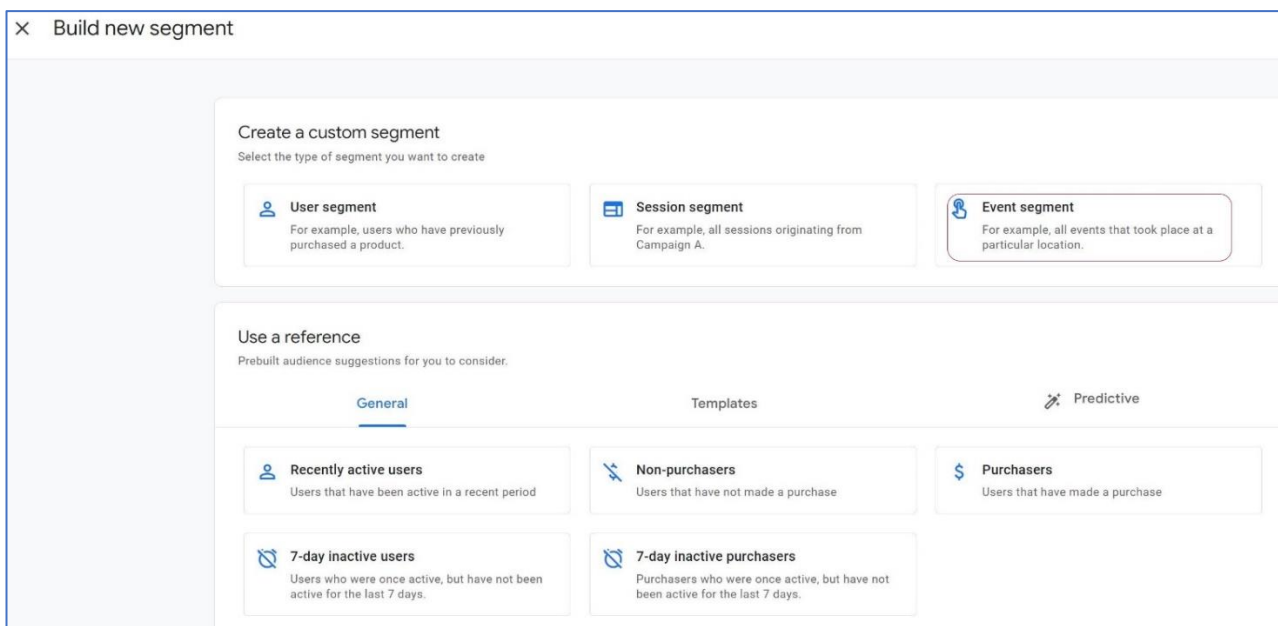 Build new segment
Create a custom segment
Select the type of segment you want to create
User segment
For example, users who have previously
purchased a product.
Session segment
For example, all sessions originating from
Campaign A.
Event segment
For example, all events that took place at a
particular location.
Use a reference
Prebuilt audience suggestions for you to consider.
General
Templates
Predictive
Recently active users
Users that have been active in a recent period
Non-purchasers
Users that have not made a purchase
Purchasers
Users that have made a purchase
7-day inactive users
Users who were once active, but have not been
active for the last 7 days.
7-day inactive purchasers
Purchasers who were once active, but have not
been active for the last 7 days.